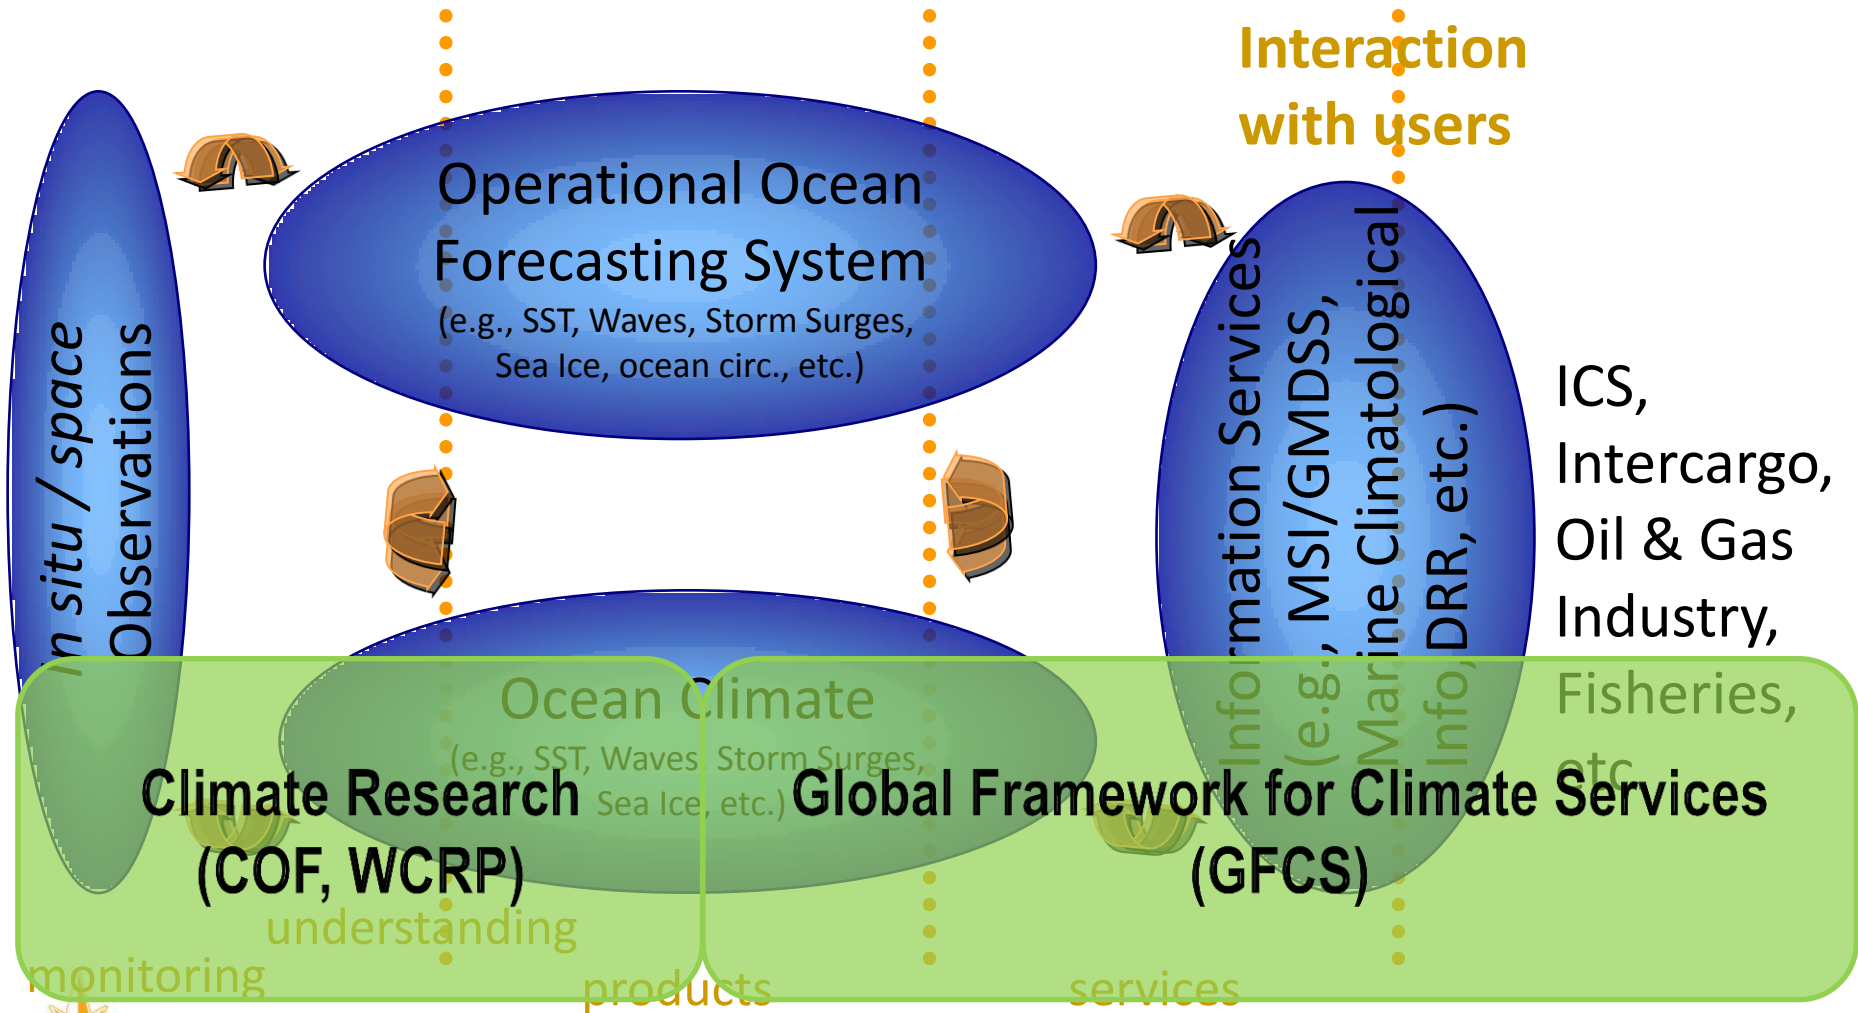 Interaction
with users
In situ / space
Observations
Operational Ocean
Forecasting System
(e.g., SST, Waves, Storm Surges,
Sea Ice, ocean circ., etc.)
Information Services
(e.g., MSI/GMDSS,
Marine Climatological
Info, DRR, etc.)
ICS,
Intercargo,
Oil & Gas
Industry,
Fisheries,
etc
Ocean Climate
(e.g., SST, Waves, Storm Surges,
Sea Ice, etc.)
Climate Research
(COF, WCRP)
Global Framework for Climate Services
(GFCS)
understanding
monitoring
products
services